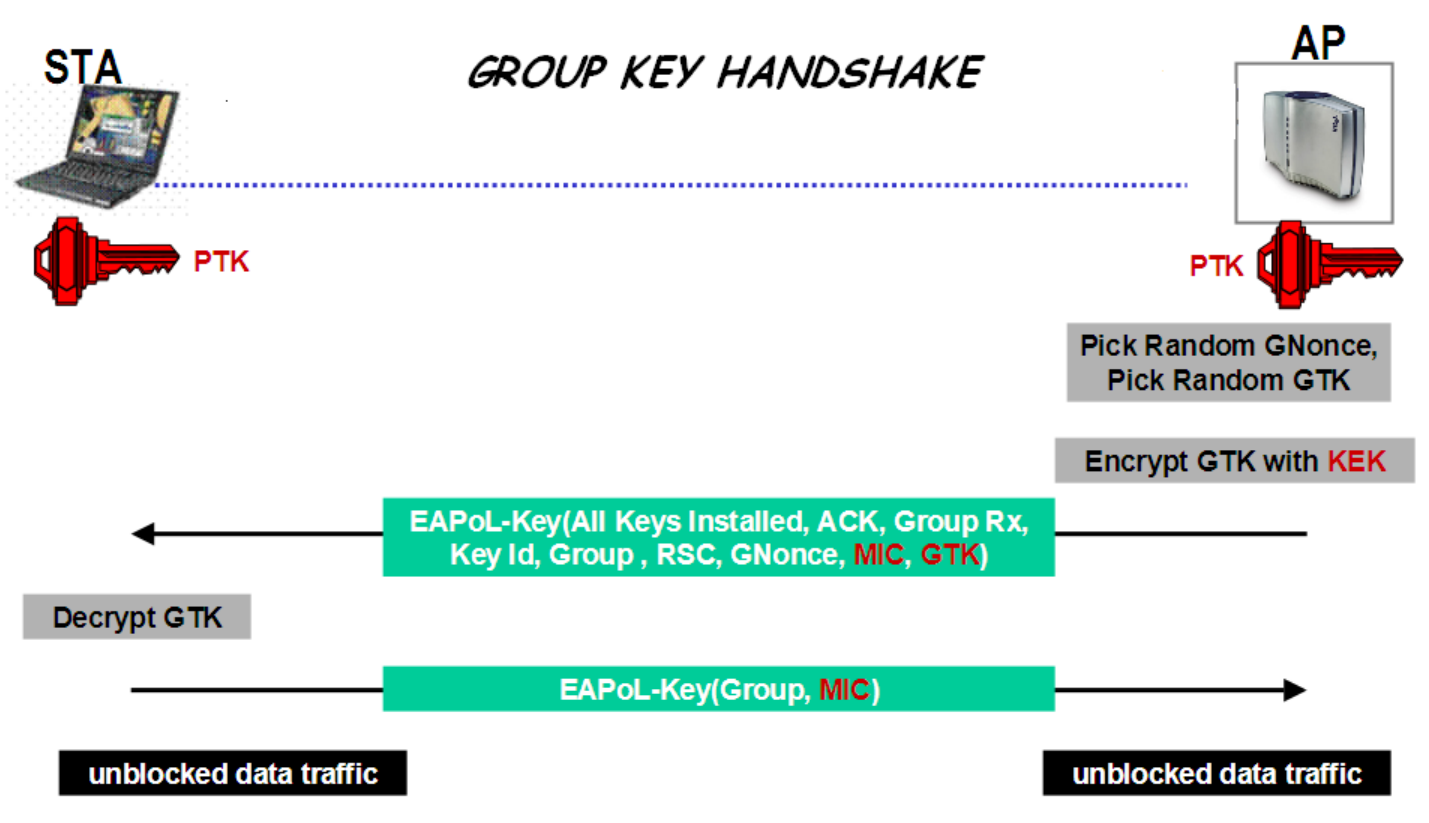 STA
GROUP KEY HANDSHAKE
AP
PTK
PTK
Pick Random GNonce,
Pick Random GTK
Encrypt GTK with KEK
EAPoL-Key(All Keys Installed, ACK, Group Rx,
Key Id, Group , RSC, GNonce, MIC, GTK)
Decrypt GTK
EAPoL-Key(Group, MIC)
unblocked data traffic
unblocked data traffic